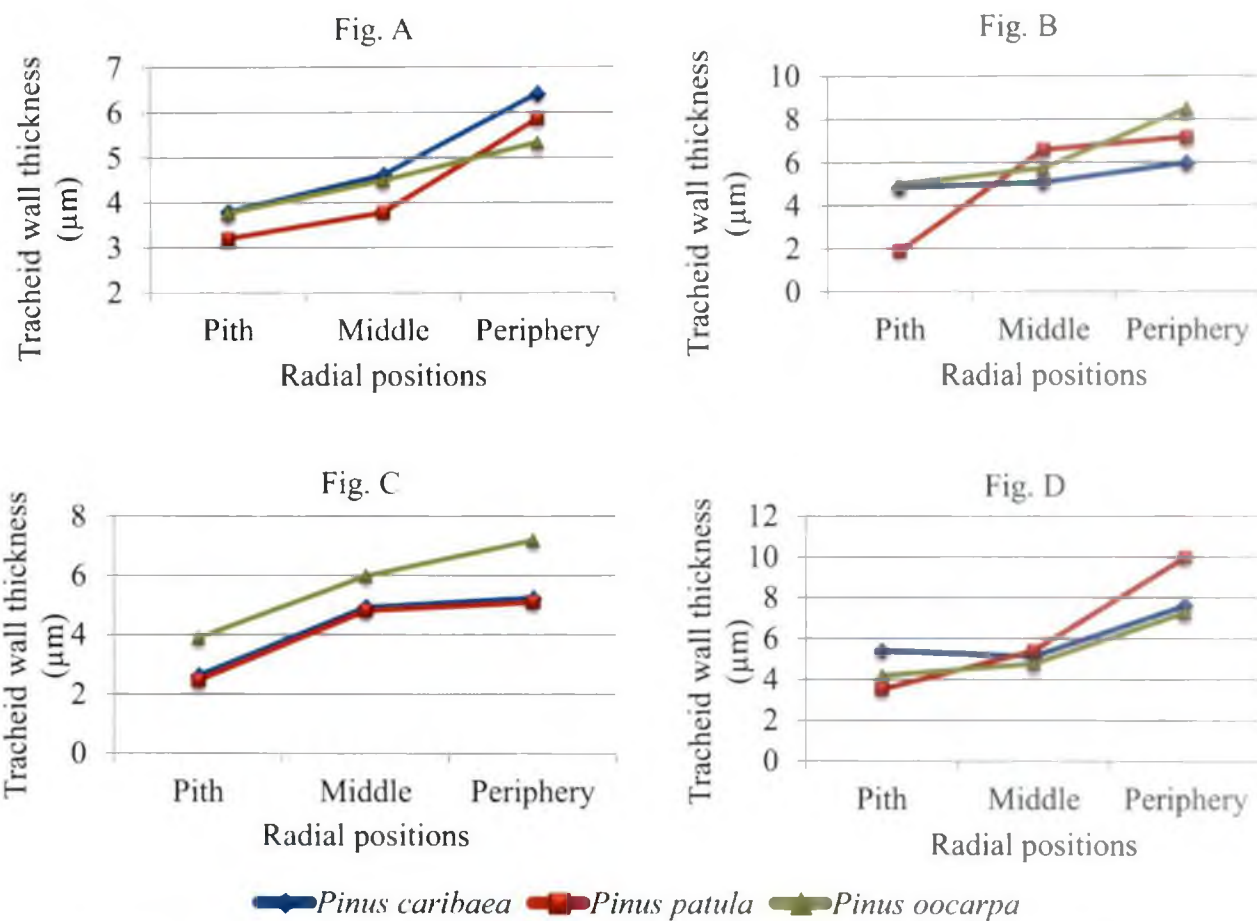 Fig. A
Tracheid wall thickness
(µm)
7
6
5
4
3
2
Pith Middle Periphery
Radial positions
Fig. B
Tracheid wall thickness
(µm)
10
8
6
4
2
0
Pith Middle Periphery
Radial positions
Fig. C
Tracheid wall thickness
(µm)
8
6
4
2
0
Pith Middle Periphery
Radial positions
Fig. D
Tracheid wall thickness
(µm)
12
10
8
6
4
2
0
Pith Middle Periphery
Radial positions
Pinus caribaea Pinus patula Pinus oocarpa